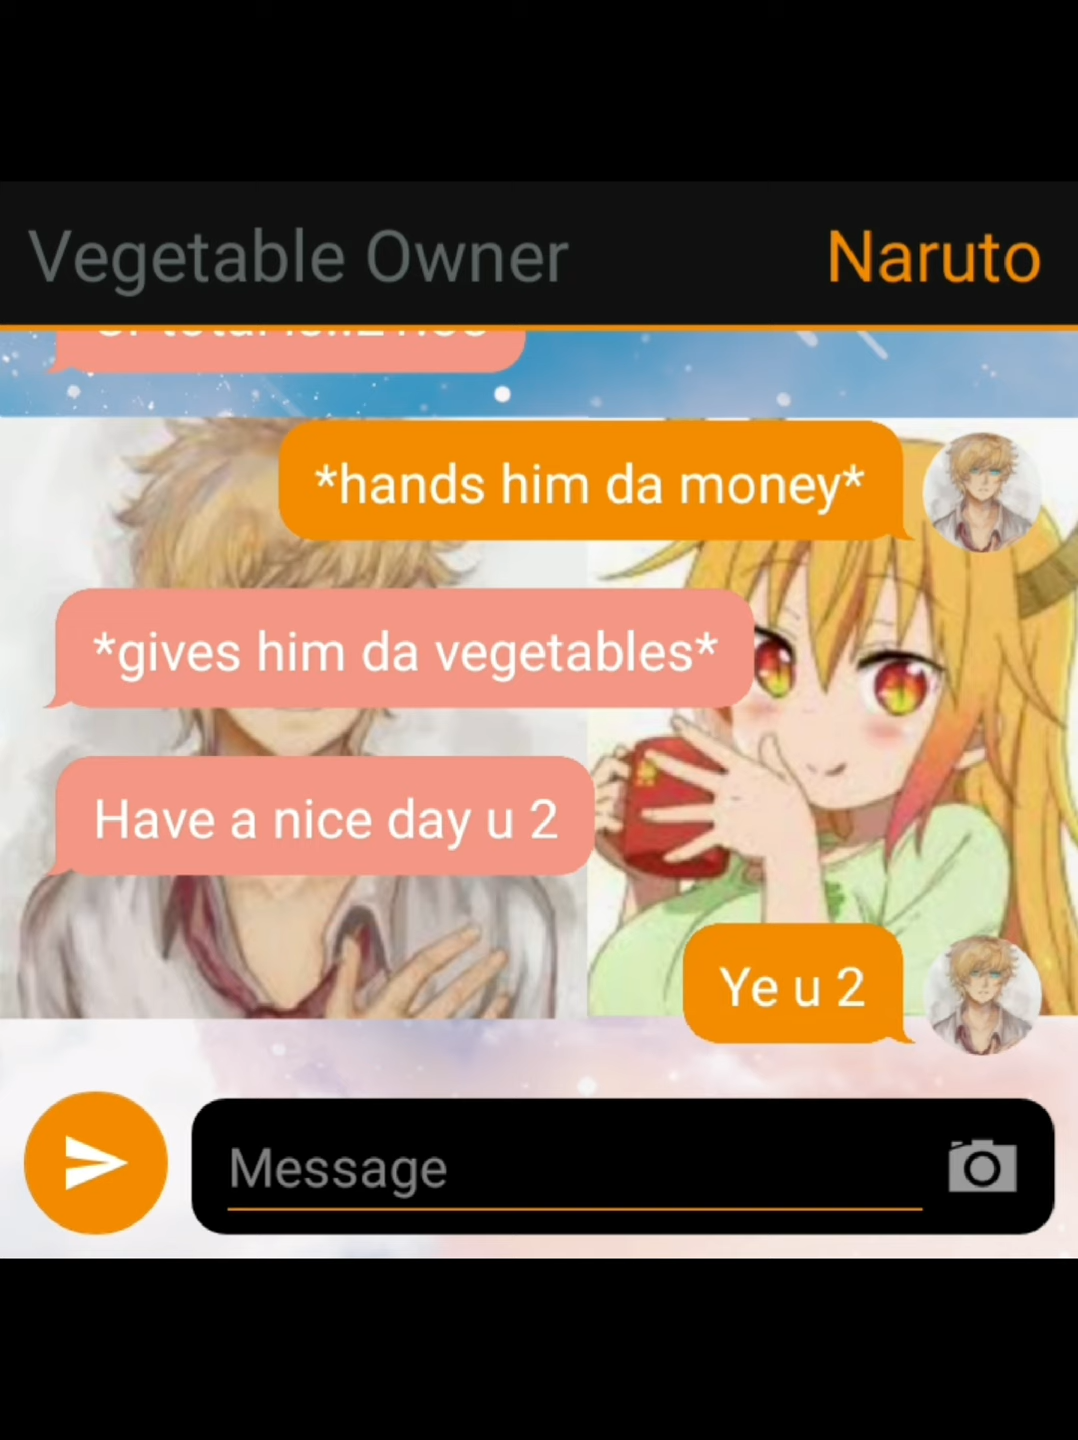 Vegetable Owner Naruto
*hands him da money*
*gives him da vegetables*
Have a nice day u 2
Ye u 2
Message